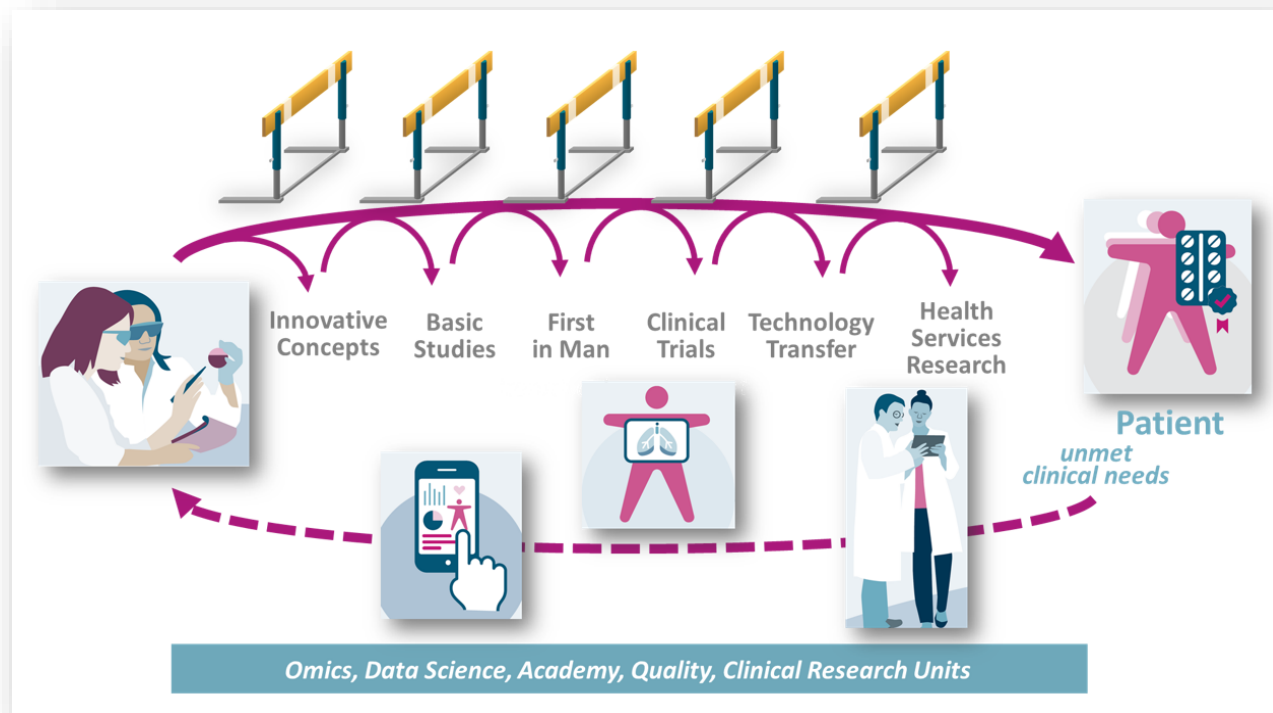 Innovative
Concepts
Basic
Studies
First
in Man
Clinical
Trials
Technology
Transfer
Health
Services
Research
Patient
unmet
clinical needs
Omics, Data Science, Academy, Quality, Clinical Research Units